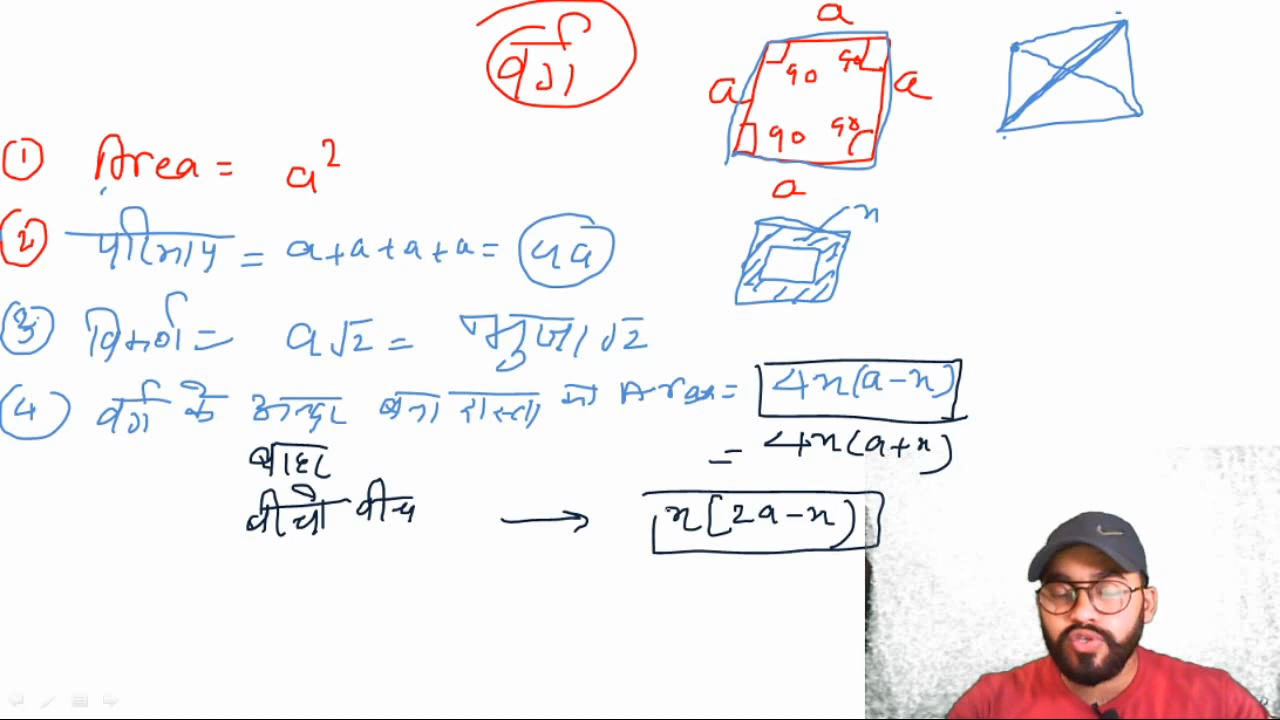 वर्ग
a
a
90
90
a
90
90
a
① Area = a²
② परिमाप = a+a+a+a = 4a
x
③ विकर्ण = a√2 = भुजा√2
④ वर्ग के अन्दर बना रास्ता का Area = 4x(a-x)
बाहर = 4x(a+x)
बीचो बीच → x[2a-x)